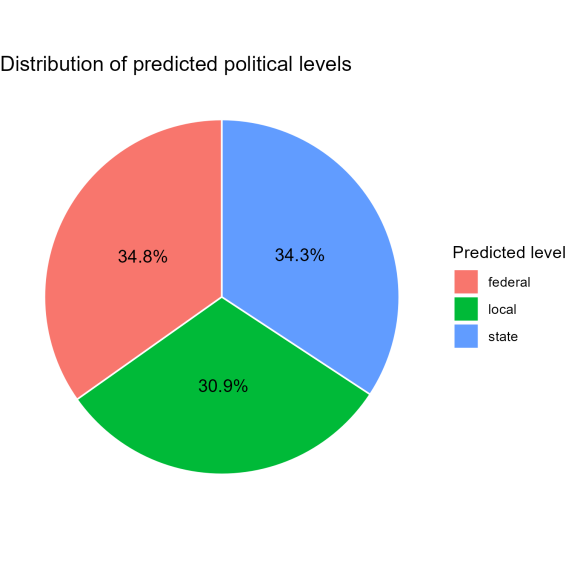 Distribution of predicted political levels
34.8%
34.3%
30.9%
Predicted level
federal
local
state